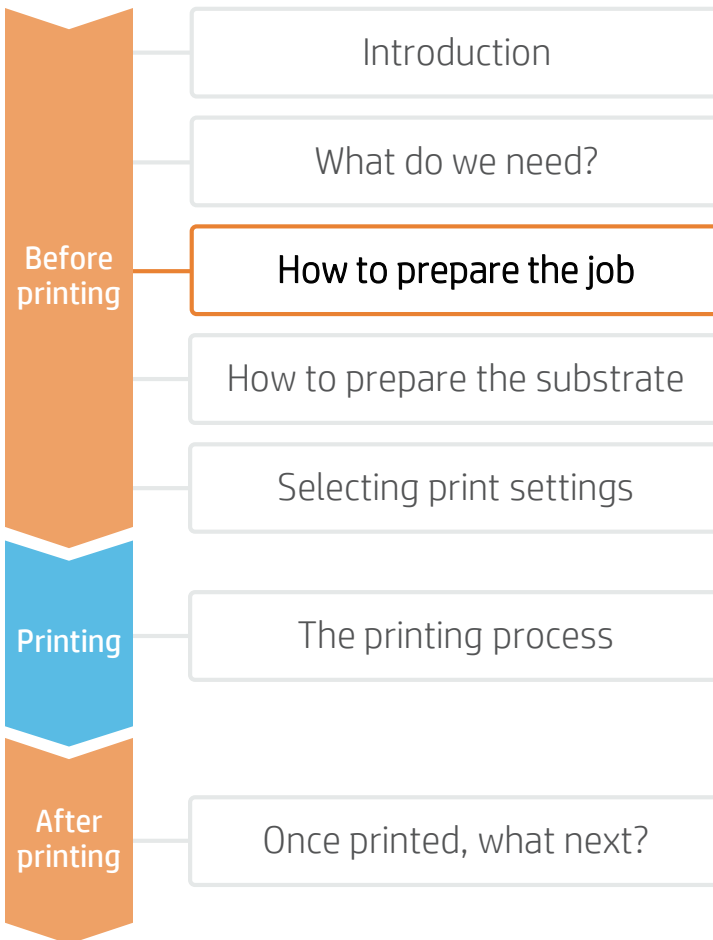 Introduction
What do we need?
Before
printing
How to prepare the job
How to prepare the substrate
Selecting print settings
Printing
The printing process
After
printing
Once printed, what next?